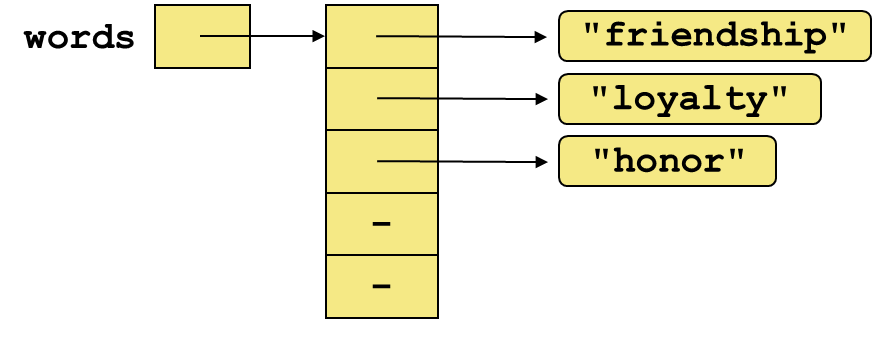 words "friendship"
"loyalty"
"honor"
-
-